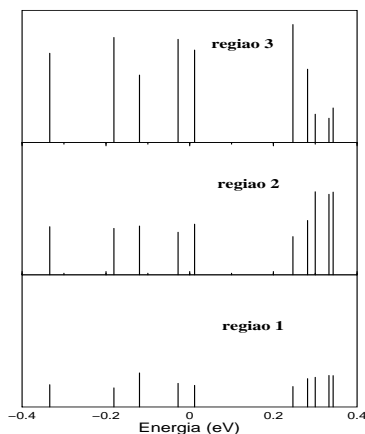 regiao 3
regiao 2
regiao 1
−0.4 −0.2 0 0.2 0.4
Energia (eV)